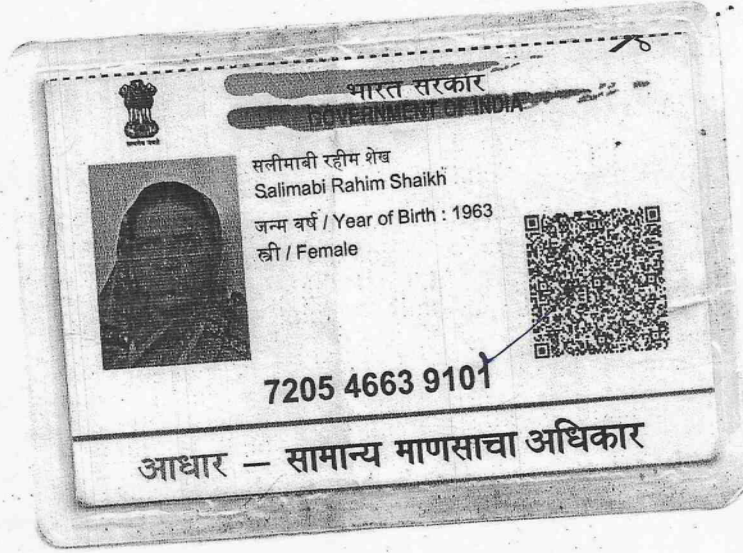 भारत सरकार
GOVERNMENT OF INDIA
सलीमाबी रहीम शेख
Salimabi Rahim Shaikh
जन्म वर्ष / Year of Birth : 1963
स्त्री / Female
7205 4663 9101
आधार — सामान्य माणसाचा अधिकार